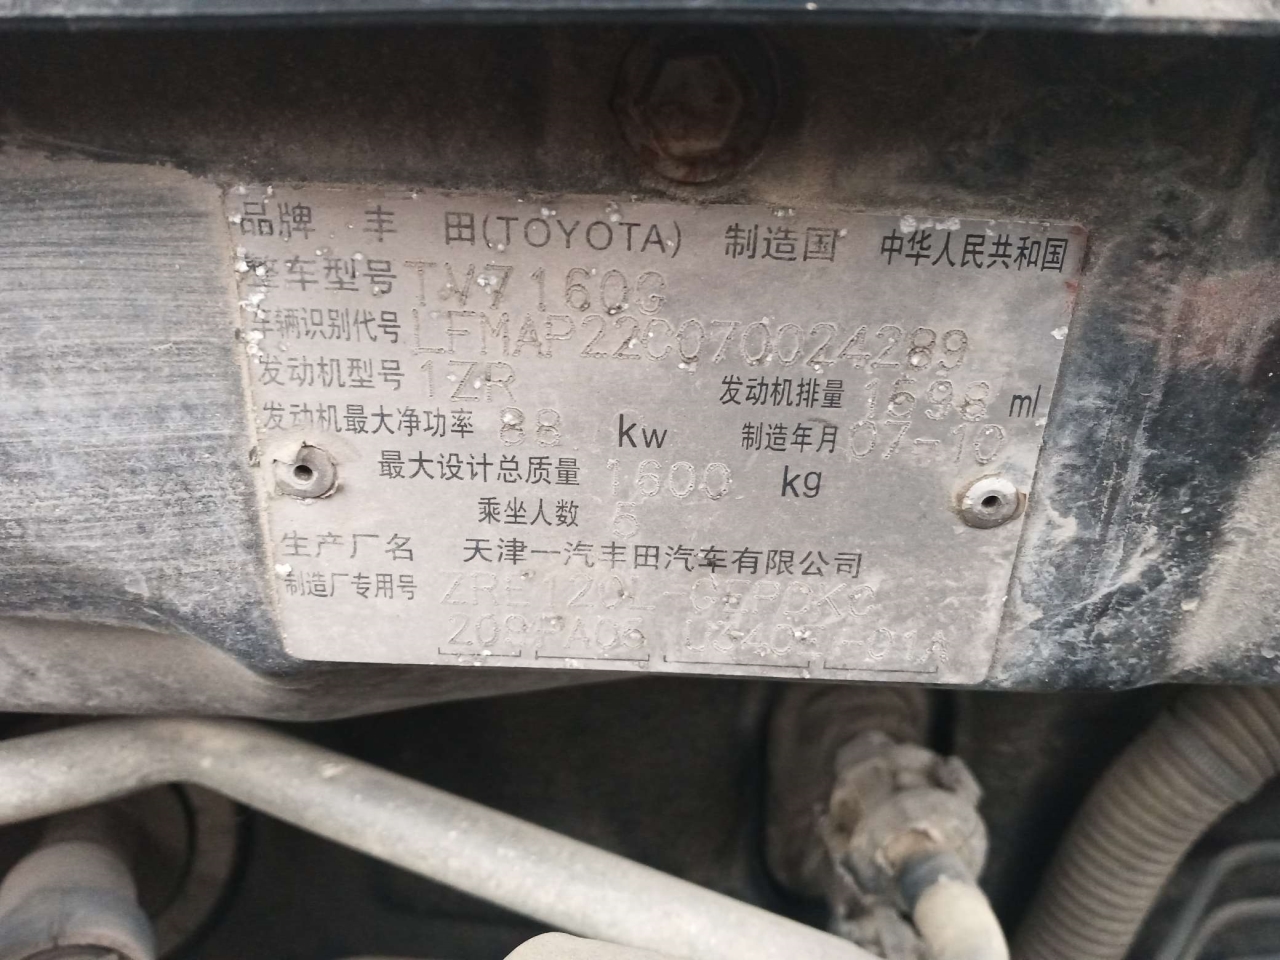 品牌 丰 田(TOYOTA) 制造国 中华人民共和国
整车型号 TV7160G
车辆识别代号 LFMAP22C070024289
发动机型号 1ZR 发动机排量 1598 ml
发动机最大净功率 88 kw 制造年月 07-10
最大设计总质量 1600 kg
乘坐人数 5
生产厂名 天津一汽丰田汽车有限公司
制造厂专用号